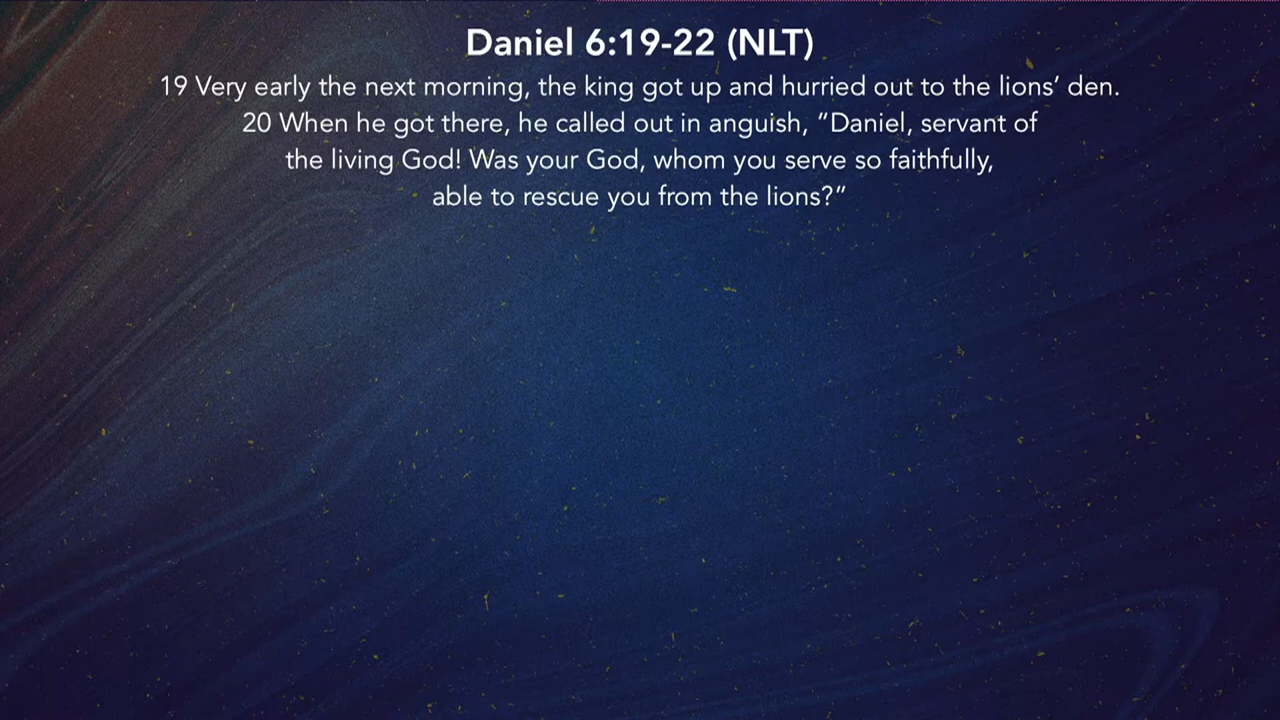 Daniel 6:19-22 (NLT)
19 Very early the next morning, the king got up and hurried out to the lions’ den.
20 When he got there, he called out in anguish, “Daniel, servant of
the living God! Was your God, whom you serve so faithfully,
able to rescue you from the lions?”